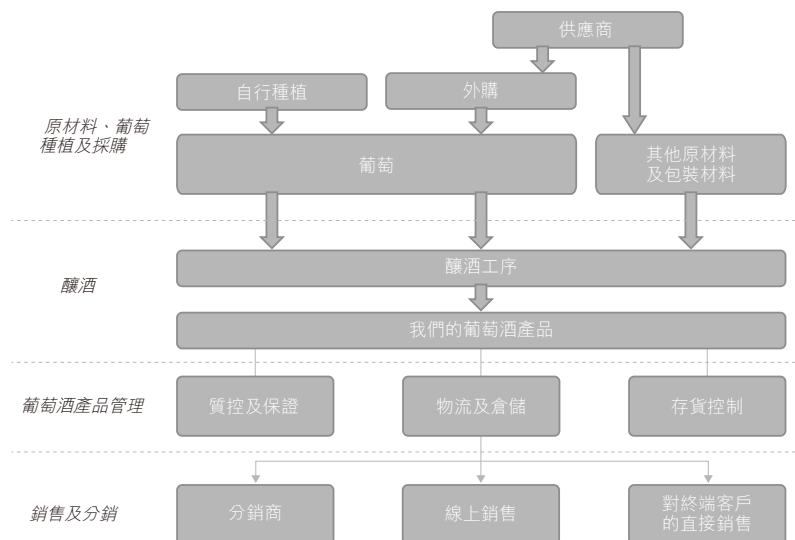 供應商
自行種植
外購
原材料、葡萄
種植及採購
葡萄
其他原材料
及包裝材料
釀酒工序
釀酒
我們的葡萄酒產品
葡萄酒產品管理
質控及保證
物流及倉儲
存貨控制
銷售及分銷
分銷商
線上銷售
對終端客戶
的直接銷售